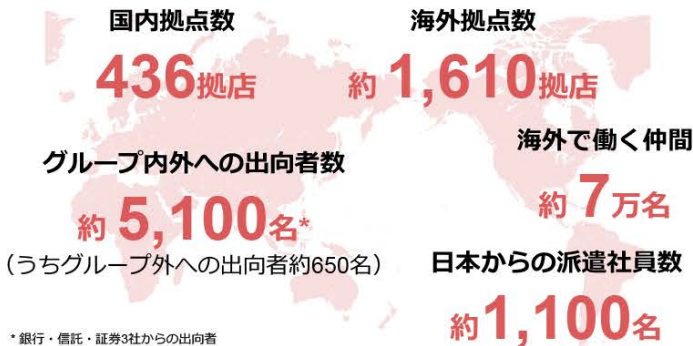 国内拠点数
436拠店
海外拠点数
約1,610拠店
グループ内外への出向者数
約5,100名*
（うちグループ外への出向者約650名）
海外で働く仲間
約7万名
日本からの派遣社員数
約1,100名
* 銀行・信託・証券3社からの出向者